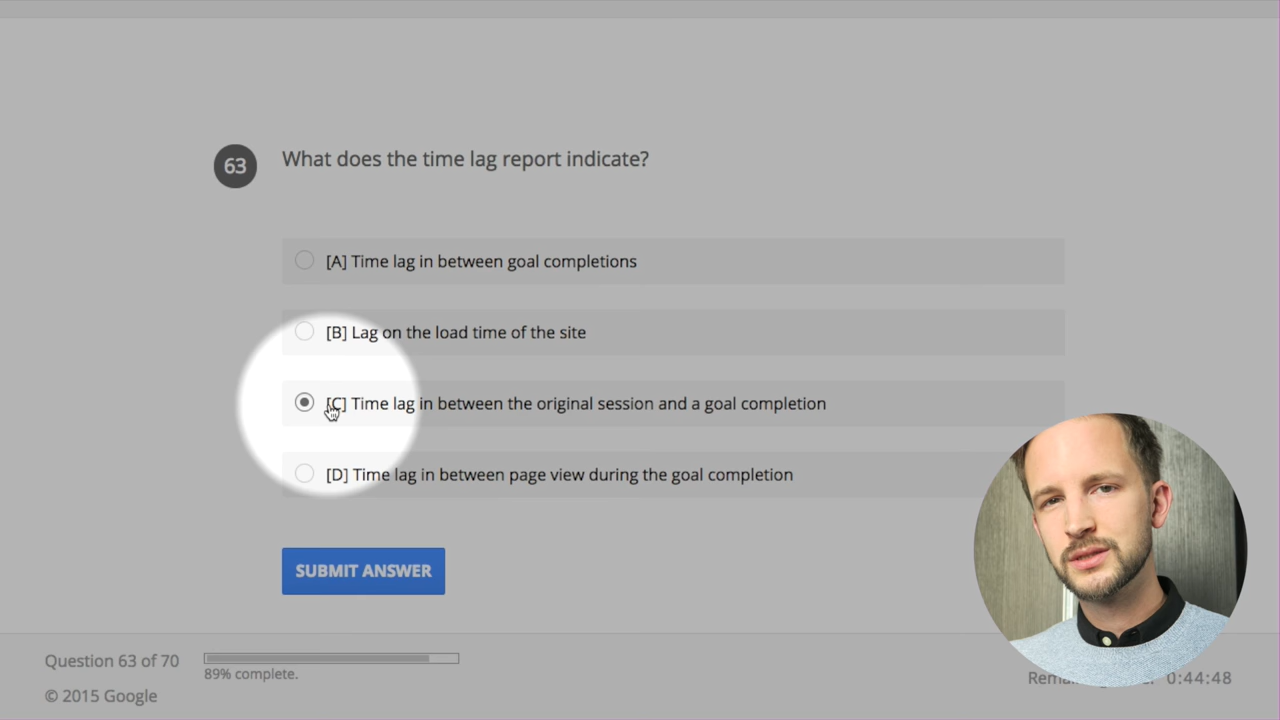 63 What does the time lag report indicate?
[A] Time lag in between goal completions
[B] Lag on the load time of the site
[C] Time lag in between the original session and a goal completion
[D] Time lag in between page view during the goal completion
SUBMIT ANSWER
Question 63 of 70
89% complete.
© 2015 Google
0:44:48